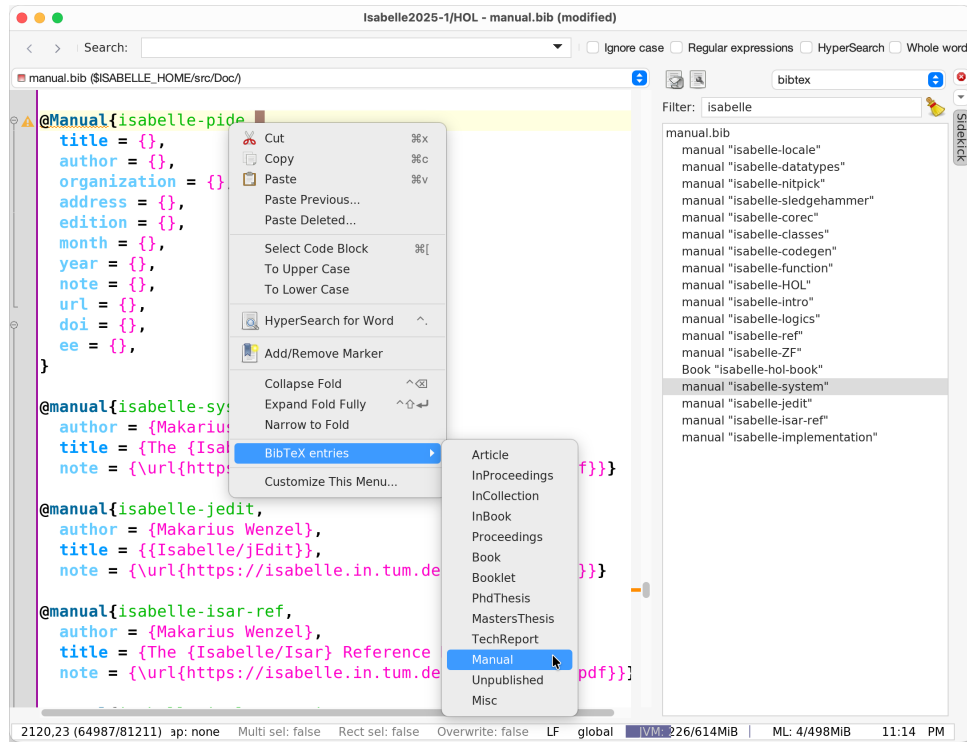 Isabelle2025-1/HOL - manual.bib (modified)
Search:
Ignore case
Regular expressions
HyperSearch
Whole word
manual.bib ($ISABELLE_HOME/src/Doc/)
@Manual{isabelle-pide,
title = {},
author = {},
organization = {},
address = {},
edition = {},
month = {},
year = {},
note = {},
url = {},
doi = {},
ee = {},
}
@manual{isabelle-sys
author = {Makarius
title = {The {Isab
note = {\url{https f}}}
@manual{isabelle-jedit,
author = {Makarius Wenzel},
title = {{Isabelle/jEdit}},
note = {\url{https://isabelle.in.tum.de }}}
@manual{isabelle-isar-ref,
author = {Makarius Wenzel},
title = {The {Isabelle/Isar} Reference
note = {\url{https://isabelle.in.tum.de pdf}}}
Cut ⌘x
Copy ⌘c
Paste ⌘v
Paste Previous...
Paste Deleted...
Select Code Block ⌘[
To Upper Case
To Lower Case
HyperSearch for Word ^.
Add/Remove Marker
Collapse Fold ^⌫
Expand Fold Fully ^⇧↵
Narrow to Fold
BibTeX entries
Customize This Menu...
Article
InProceedings
InCollection
InBook
Proceedings
Book
Booklet
PhdThesis
MastersThesis
TechReport
Manual
Unpublished
Misc
bibtex
Filter: isabelle
manual.bib
manual "isabelle-locale"
manual "isabelle-datatypes"
manual "isabelle-nitpick"
manual "isabelle-sledgehammer"
manual "isabelle-corec"
manual "isabelle-classes"
manual "isabelle-codegen"
manual "isabelle-function"
manual "isabelle-HOL"
manual "isabelle-intro"
manual "isabelle-logics"
manual "isabelle-ref"
manual "isabelle-ZF"
Book "isabelle-hol-book"
manual "isabelle-system"
manual "isabelle-jedit"
manual "isabelle-isar-ref"
manual "isabelle-implementation"
Sidekick
2120,23 (64987/81211) ap: none Multi sel: false Rect sel: false Overwrite: false LF global JVM: 226/614MiB ML: 4/498MiB 11:14 PM